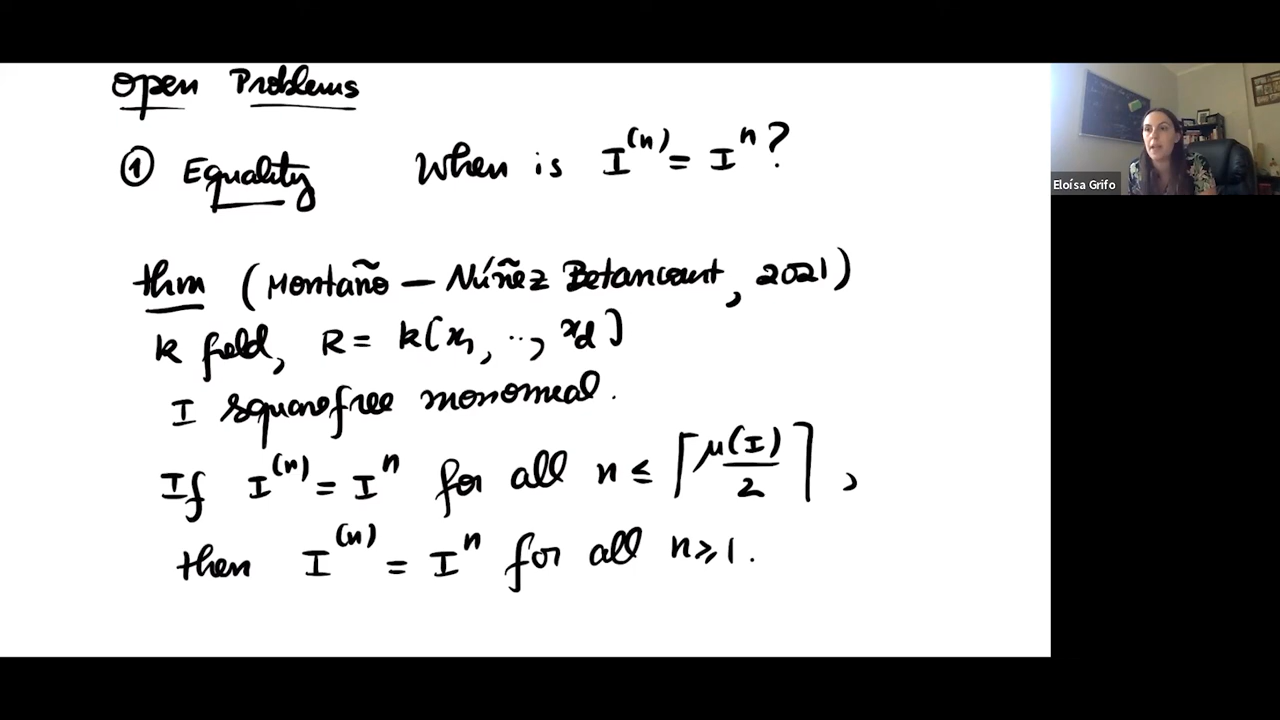 Open Problems
① Equality When is I^(n) = I^n ?
Thm (Montaño – Núñez Betancourt, 2021)
k field, R = k[x₁, .., x_d]
I squarefree monomial.
If I^(n) = I^n for all n ≤ ⌈μ(I)/2⌉,
then I^(n) = I^n for all n ≥ 1.
Eloísa Grifo